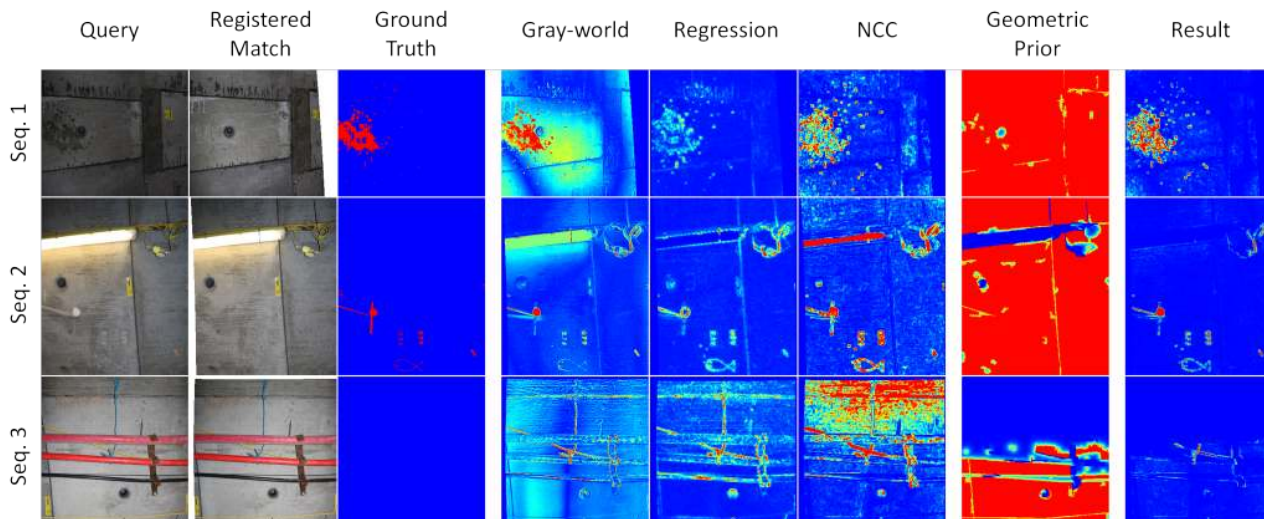 Query
Registered
Match
Ground
Truth
Gray-world
Regression
NCC
Geometric
Prior
Result
Seq. 1
Seq. 2
Seq. 3